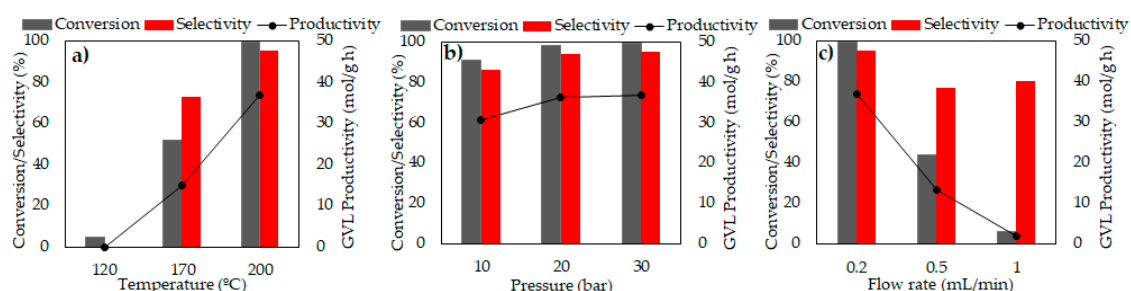 Conversion Selectivity Productivity
a)
Conversion/Selectivity (%)
100
80
60
40
20
0
50
40
30
20
10
0
GVL Productivity (mol/g h)
120 170 200
Temperature (ºC)
Conversion Selectivity Productivity
b)
Conversion/Selectivity (%)
100
80
60
40
20
0
50
40
30
20
10
0
GVL Productivity (mol/g h)
10 20 30
Pressure (bar)
Conversion Selectivity Productivity
c)
Conversion/Selectivity (%)
100
80
60
40
20
0
50
40
30
20
10
0
GVL Productivity (mol/g h)
0.2 0.5 1
Flow rate (mL/min)